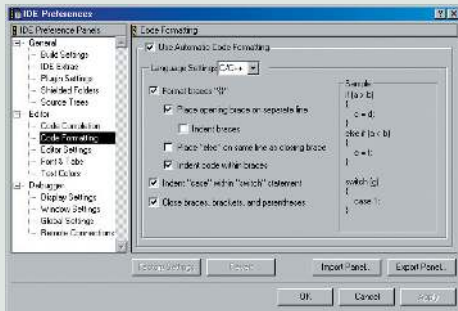 IDE Preferences
IDE Preference Panels
General
Build Settings
IDE Extras
Plugin Settings
Shielded Folders
Source Trees
Editor
Code Completion
Code Formatting
Editor Settings
Font & Tabs
Text Colors
Debugger
Display Settings
Window Settings
Global Settings
Remote Connections
Code Formatting
Use Automatic Code Formatting
Language Settings: C/C++
Format braces "{}"
Place opening brace on separate line
Indent braces
Place "else" on same line as closing brace
Indent code within braces
Indent "case" within "switch" statement
Close braces, brackets, and parentheses
Sample
if (a > b)
{
c = d;
}
else if (a < b)
{
}
switch (c)
{
case 1:
}
Factory Settings
Revert
Import Panel...
Export Panel...
OK
Cancel
Apply